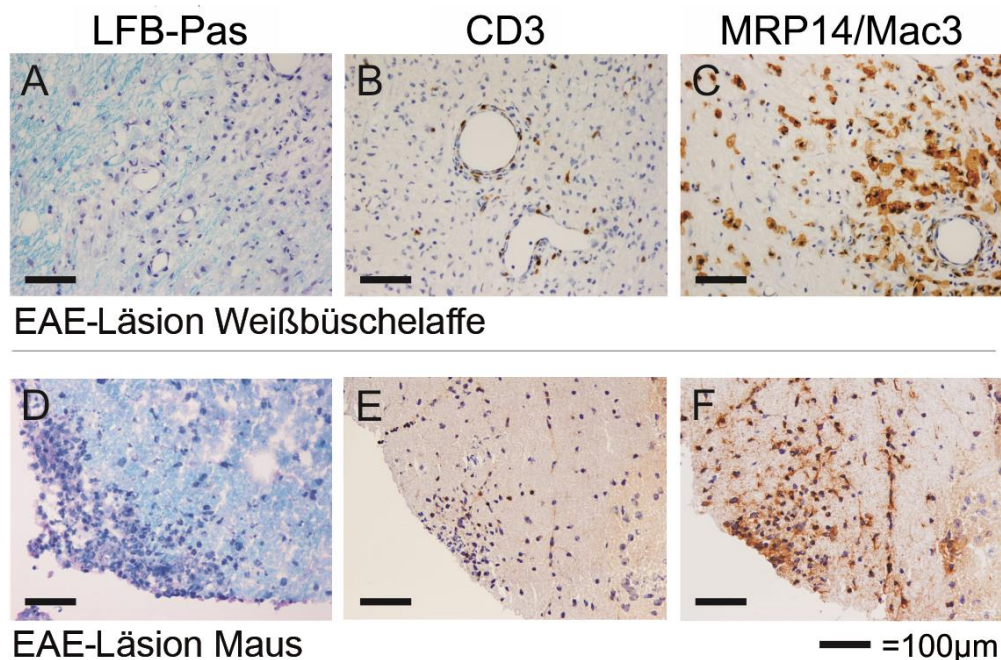 LFB-Pas CD3 MRP14/Mac3
A B C
EAE-Läsion Weißbüschelaffe
D E F
EAE-Läsion Maus =100µm